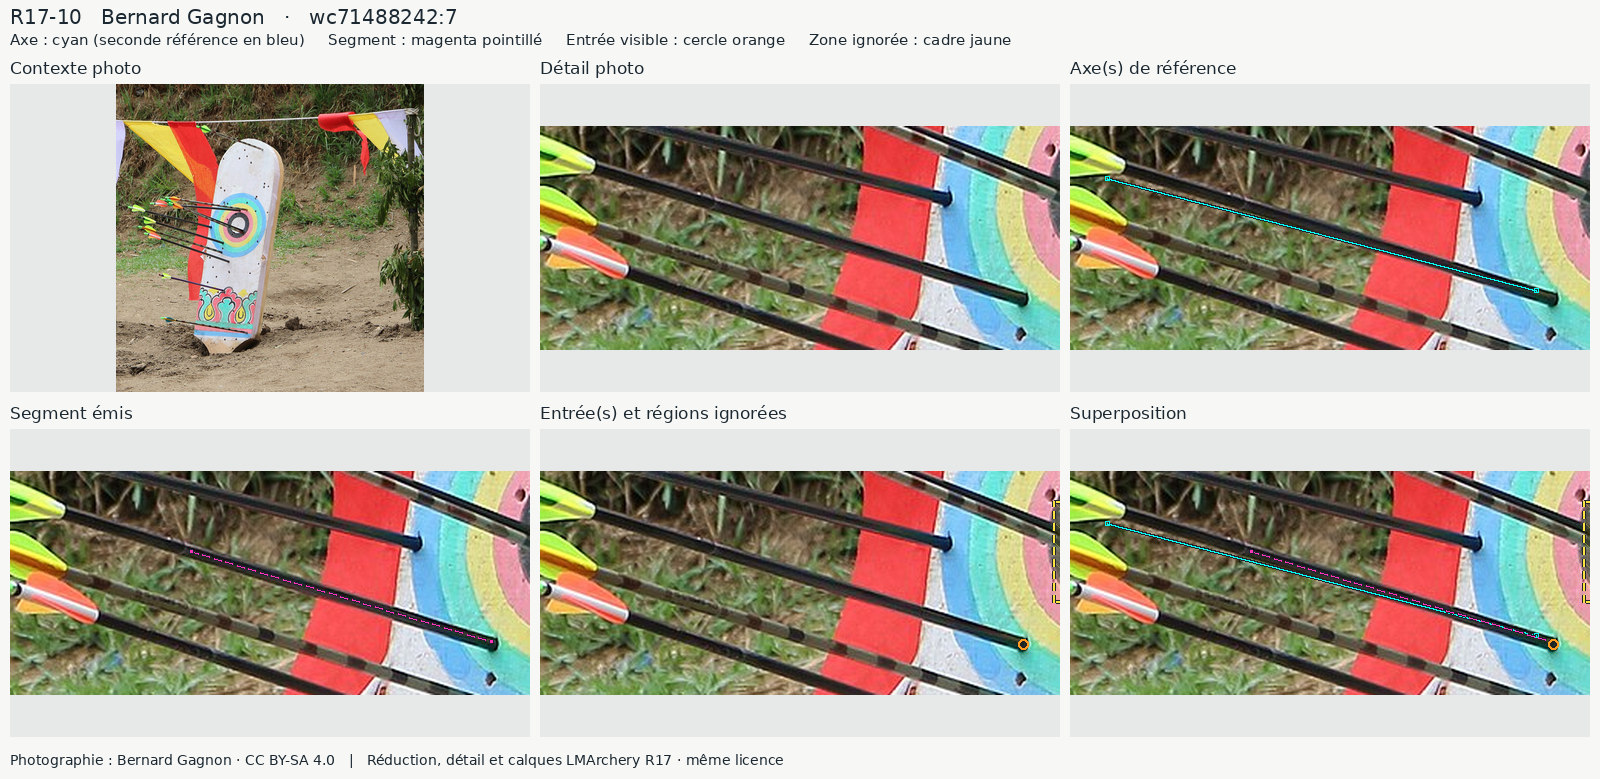 R17-10   Bernard Gagnon   ·   wc71488242:7
Axe : cyan (seconde référence en bleu)     Segment : magenta pointillé     Entrée visible : cercle orange     Zone ignorée : cadre jaune
Contexte photo
Détail photo
Axe(s) de référence
Segment émis
Entrée(s) et régions ignorées
Superposition
Photographie : Bernard Gagnon · CC BY-SA 4.0   |   Réduction, détail et calques LMArchery R17 · même licence